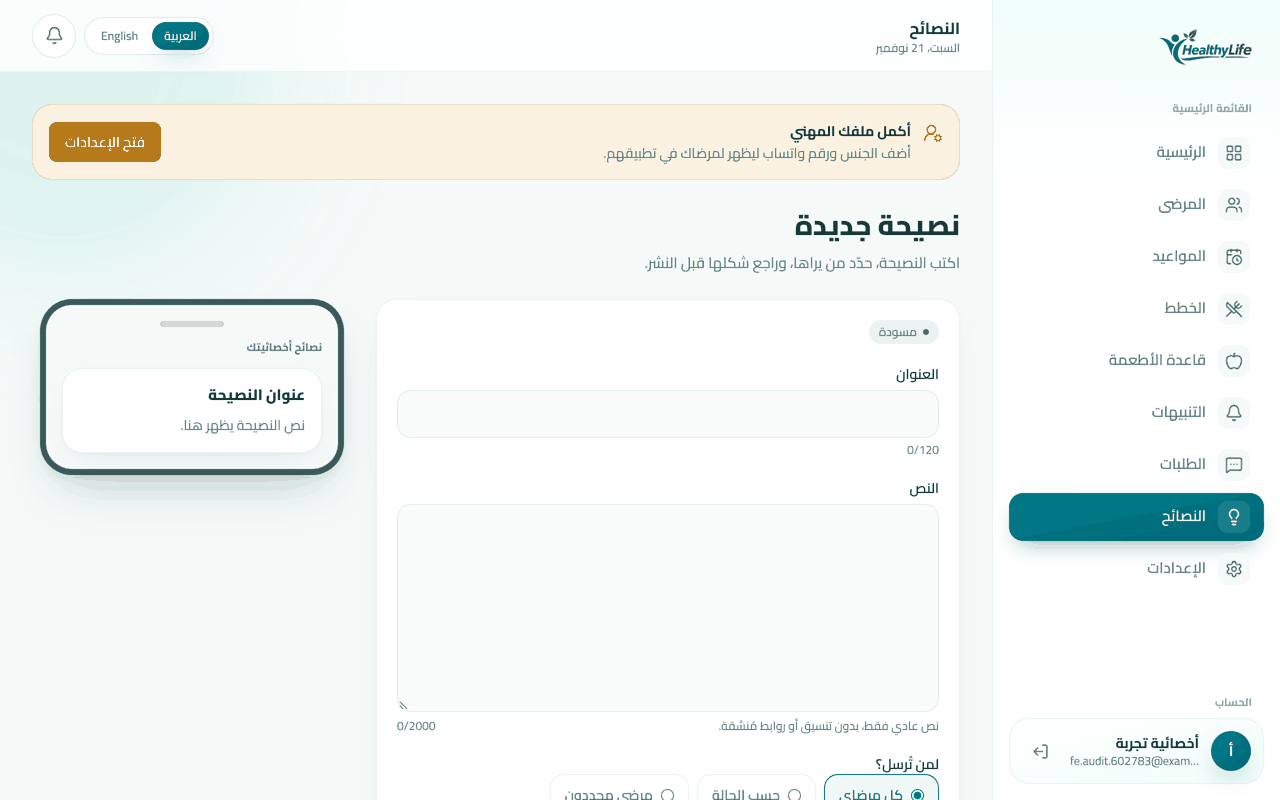 HealthyLife
القائمة الرئيسية
الرئيسية
المرضى
المواعيد
الخطط
قاعدة الأطعمة
التنبيهات
الطلبات
النصائح
الإعدادات
الحساب
أ
أخصائية تجربة
fe.audit.602783@exam...
النصائح
السبت، 21 نوفمبر
العربية
English
أكمل ملفك المهني
أضف الجنس ورقم واتساب ليظهر لمرضاك في تطبيقهم.
فتح الإعدادات
نصيحة جديدة
اكتب النصيحة، حدّد من يراها، وراجع شكلها قبل النشر.
مسودة
العنوان
0/120
النص
نص عادي فقط، بدون تنسيق أو روابط مُنسّقة.
0/2000
لمن تُرسل؟
كل مرضاي
حسب الحالة
مرضى محددون
نصائح أخصائيتك
عنوان النصيحة
نص النصيحة يظهر هنا.